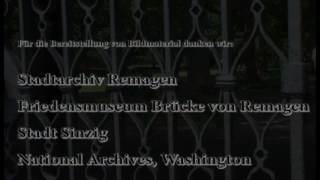 Für die Bereitstellung von Bildmaterial danken wir:
Stadtarchiv Remagen
Friedensmuseum Brücke von Remagen
Stadt Sinzig
National Archives, Washington